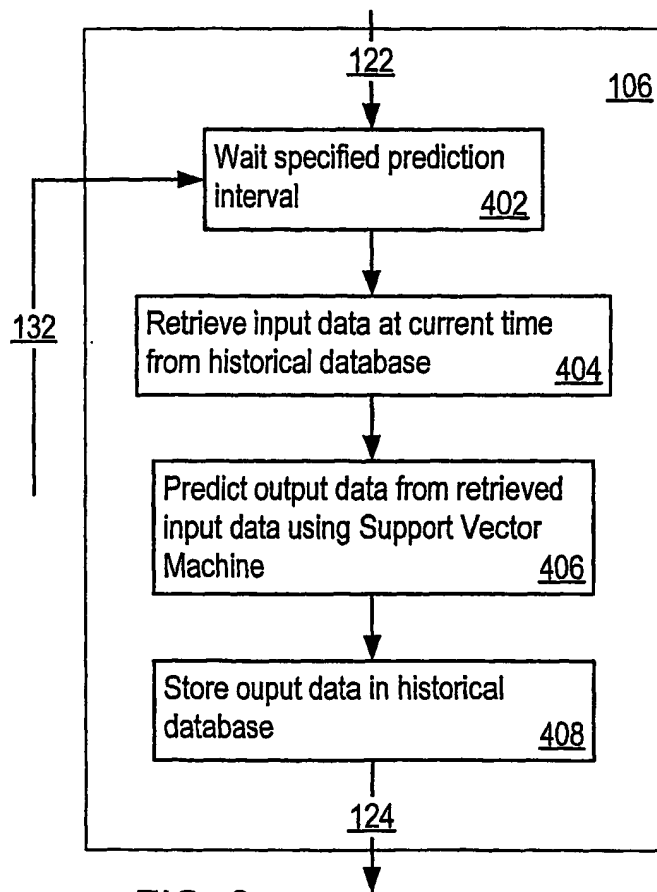 122
106
Wait specified prediction
interval
402
132
Retrieve input data at current time
from historical database
404
Predict output data from retrieved
input data using Support Vector
Machine
406
Store ouput data in historical
database
408
124